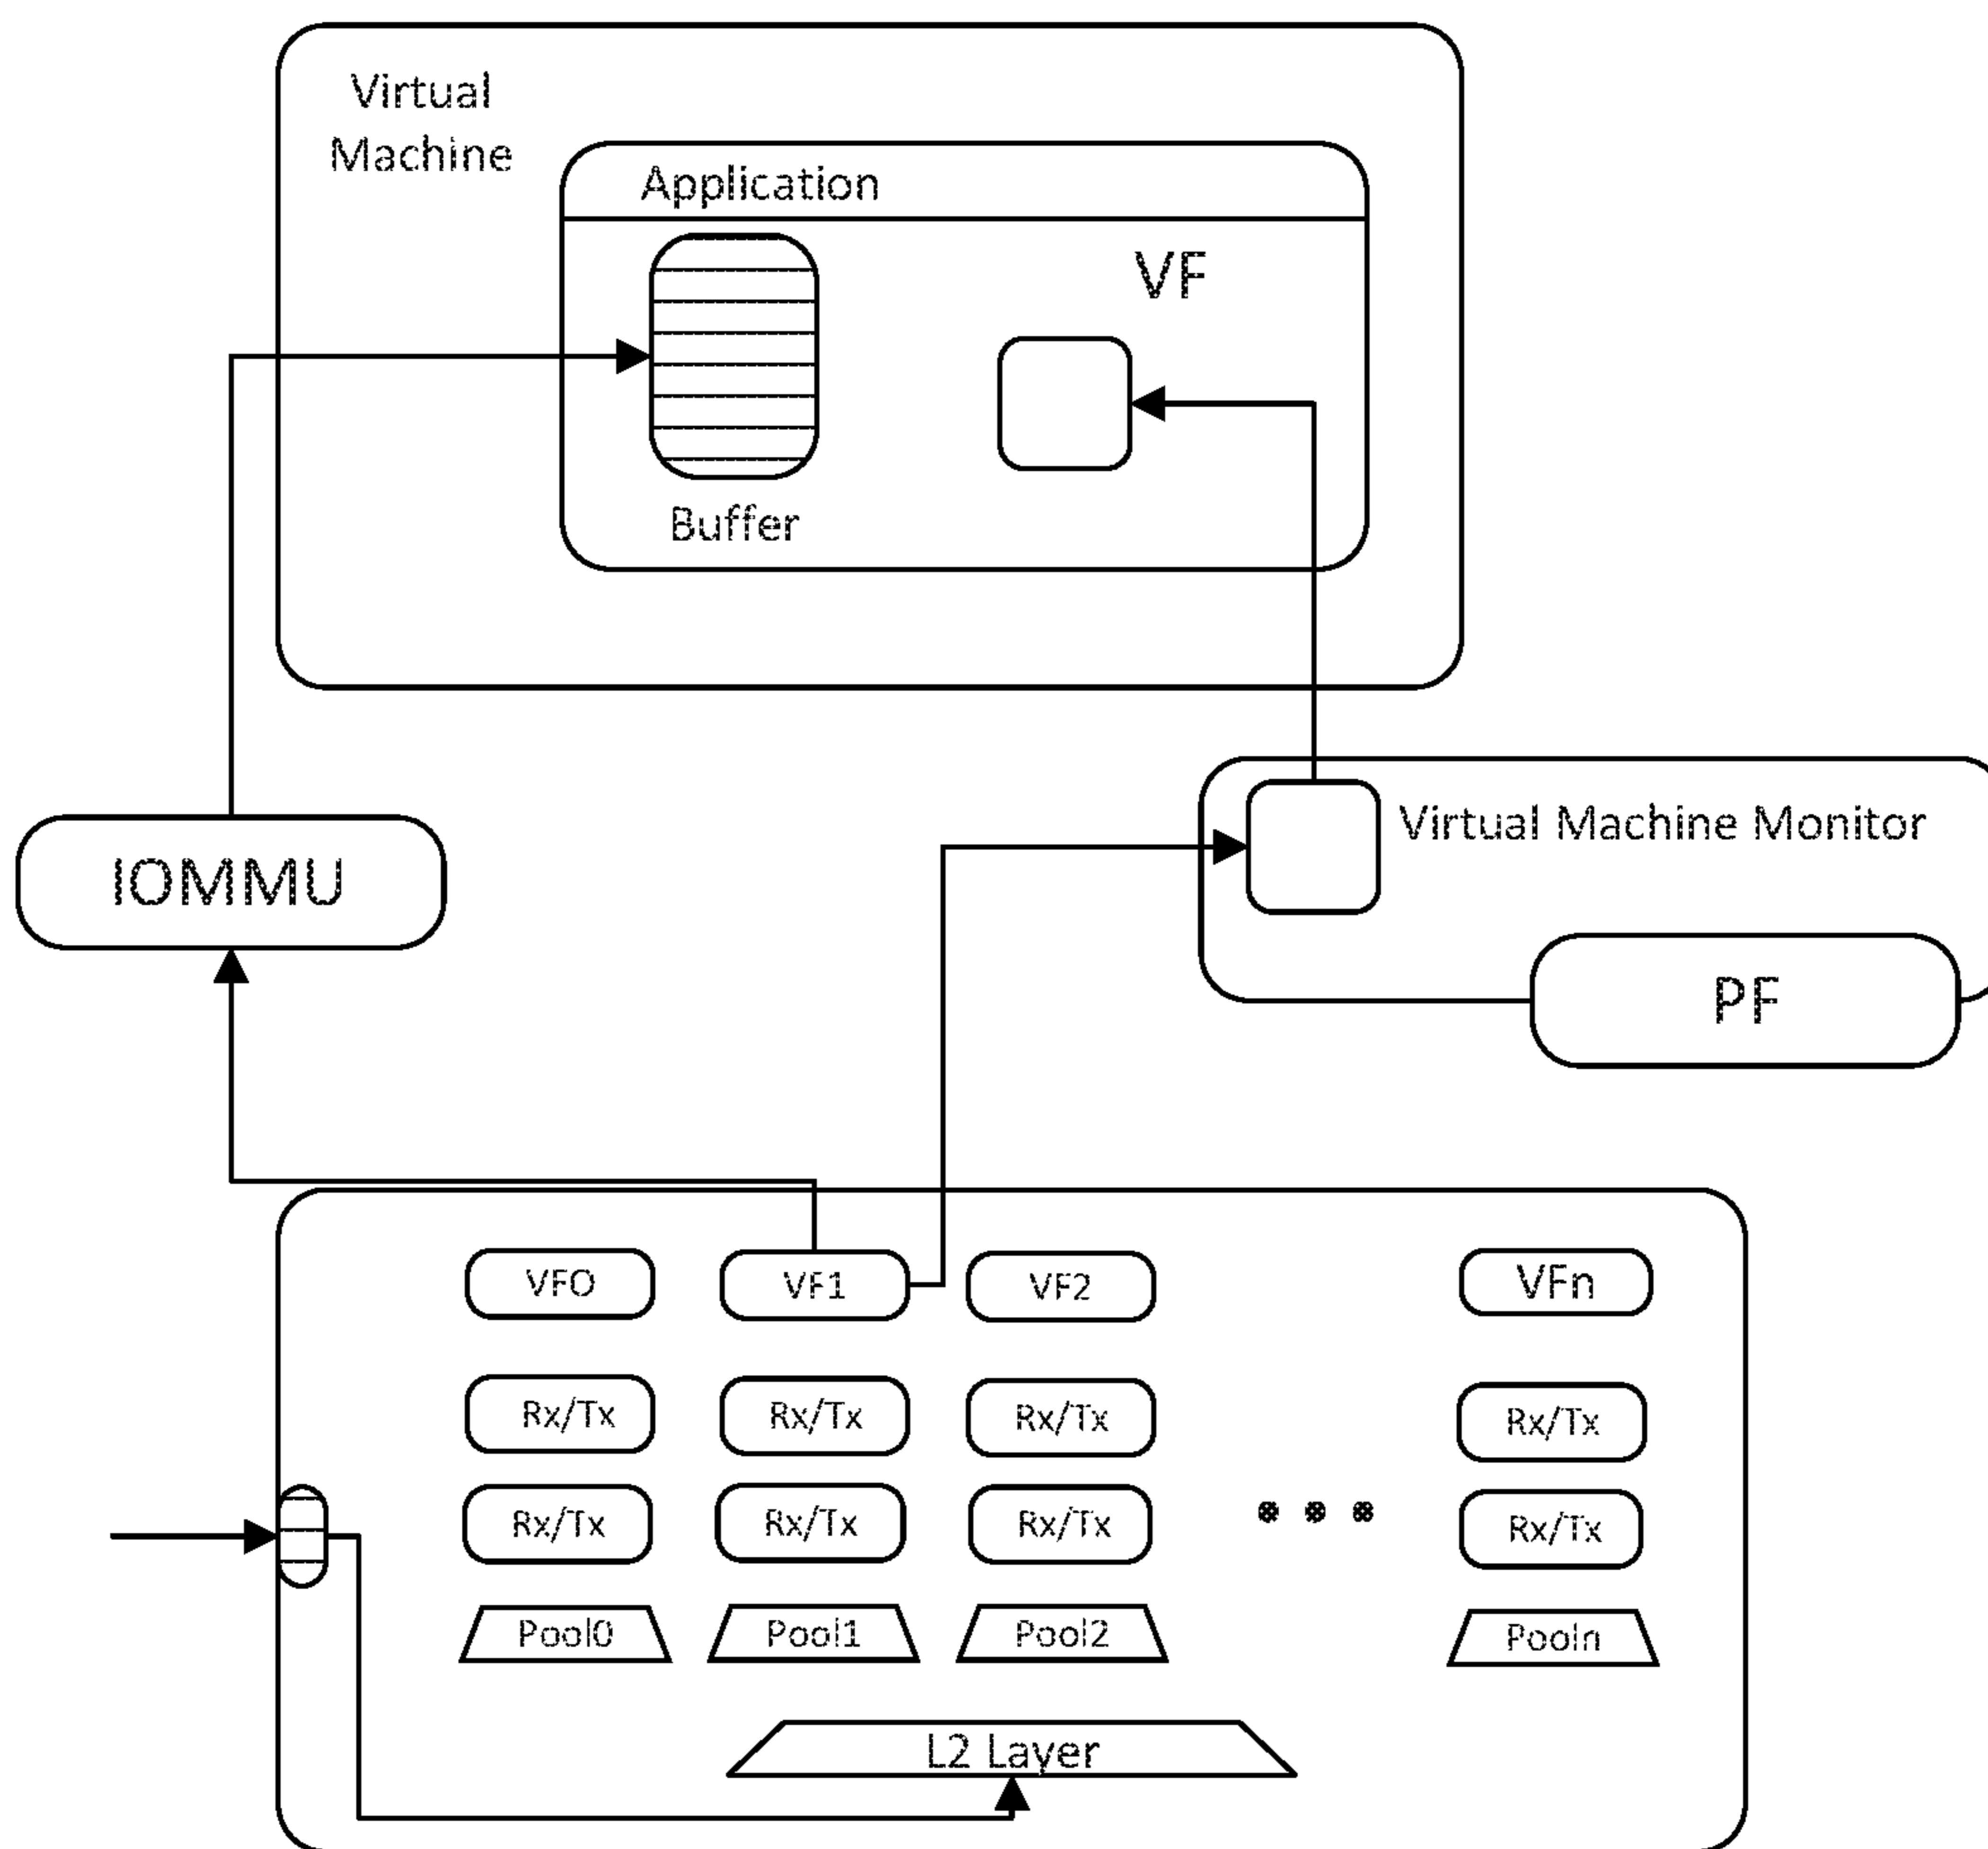 Virtual
Machine
Application
VF
Buffer
Virtual Machine Monitor
IOMMU
PF
VF0
VF1
VF2
VFn
Rx/Tx
Rx/Tx
Rx/Tx
Rx/Tx
Rx/Tx
Rx/Tx
Rx/Tx
Rx/Tx
Pool0
Pool1
Pool2
Pooln
L2 Layer